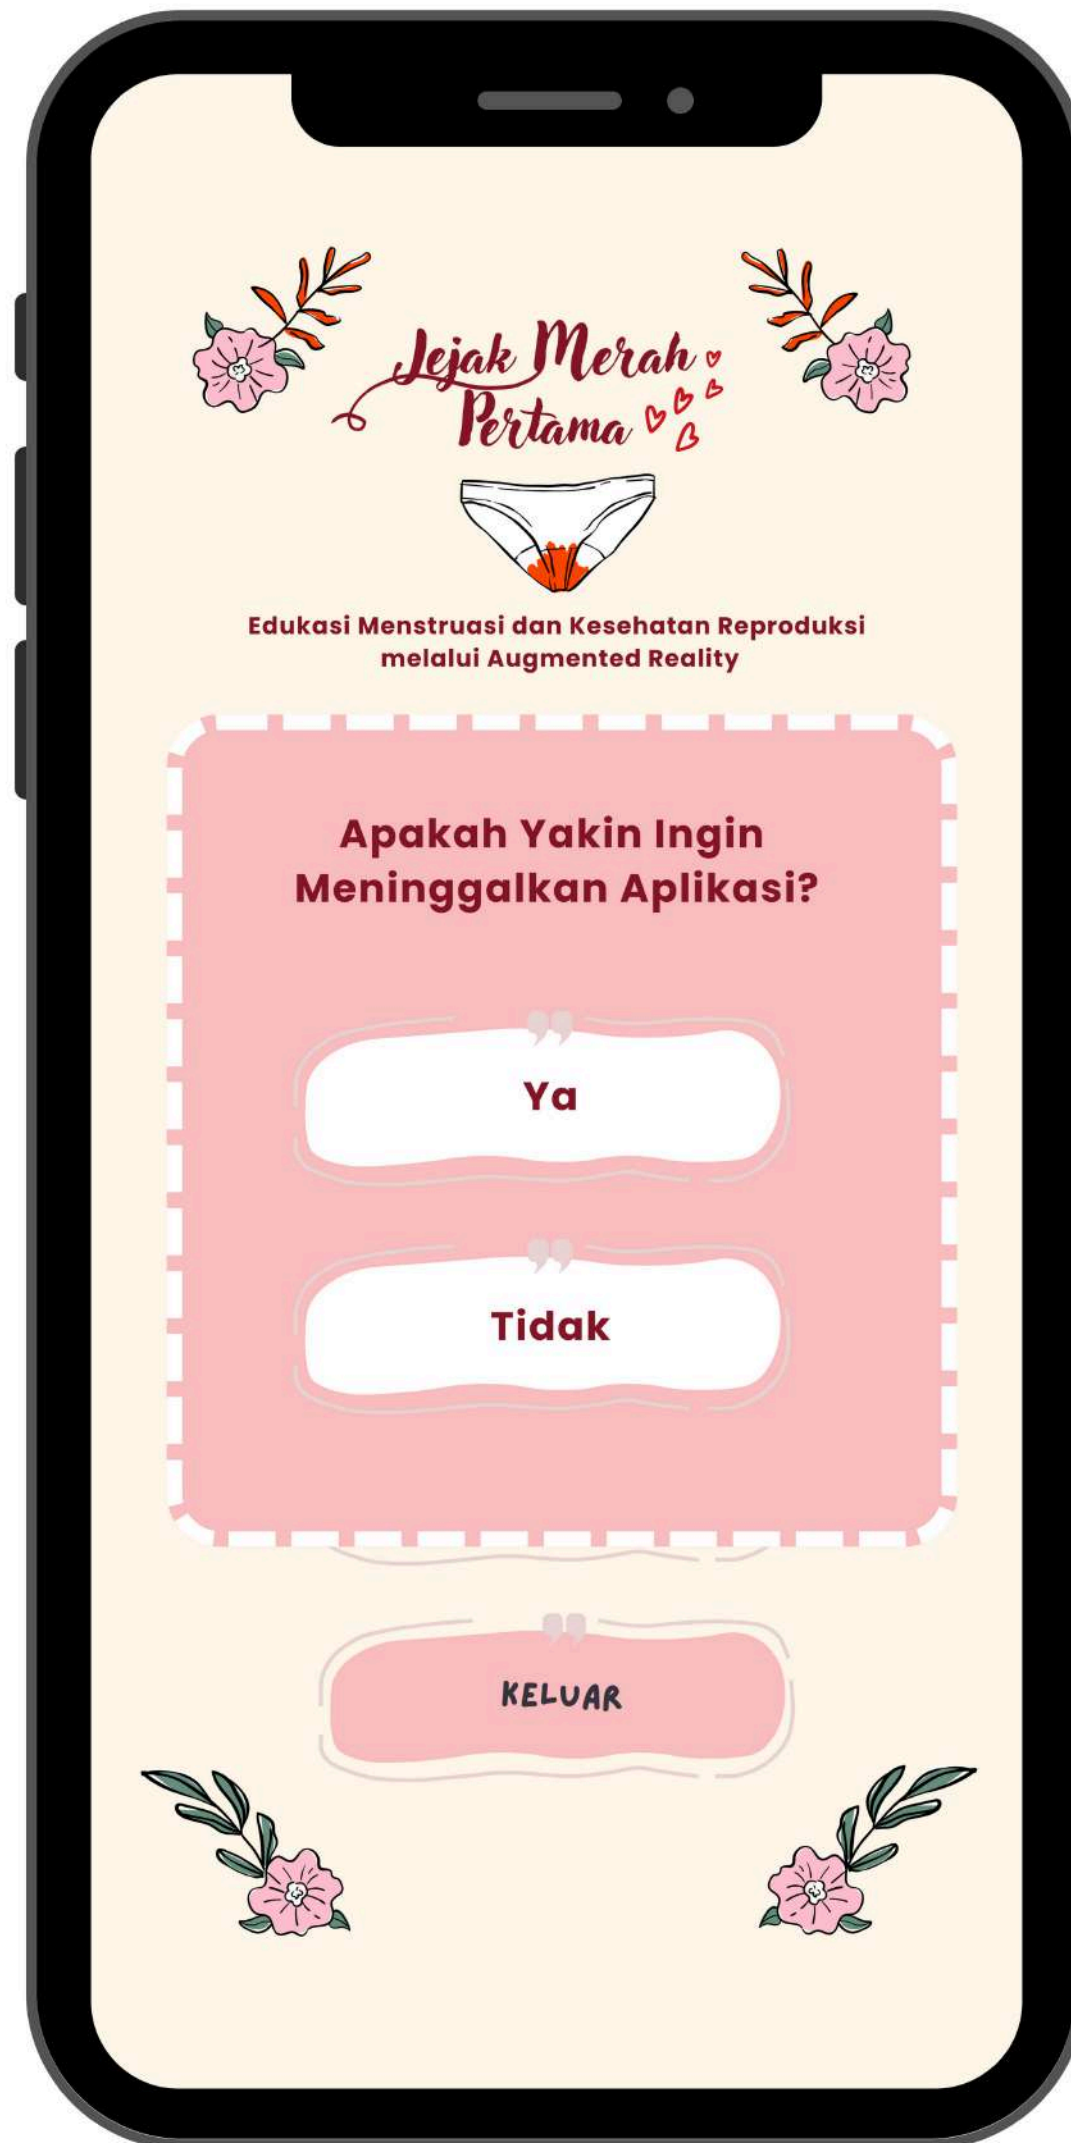 Jejak Merah
Pertama
Edukasi Menstruasi dan Kesehatan Reproduksi
melalui Augmented Reality
Apakah Yakin Ingin
Meninggalkan Aplikasi?
Ya
Tidak
KELUAR